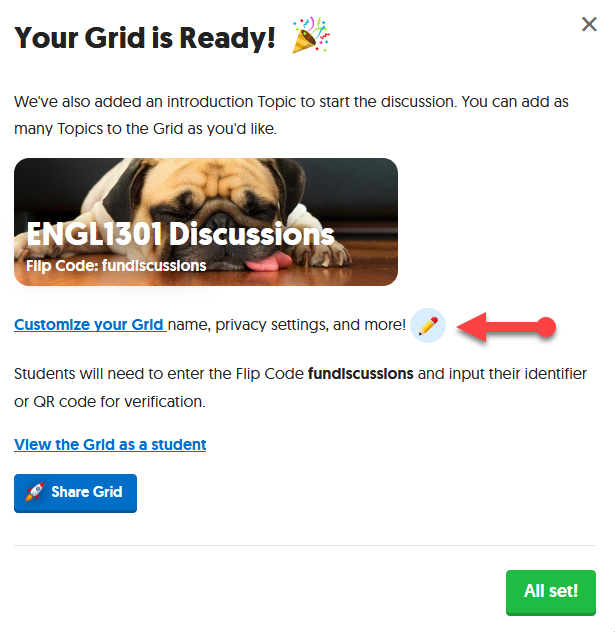 Your Grid is Ready!
We've also added an introduction Topic to start the discussion. You can add as
many Topics to the Grid as you'd like.
ENGL1301 Discussions
Flip Code: fundiscussions
Customize your Grid name, privacy settings, and more!
Students will need to enter the Flip Code fundiscussions and input their identifier
or QR code for verification.
View the Grid as a student
Share Grid
All set!